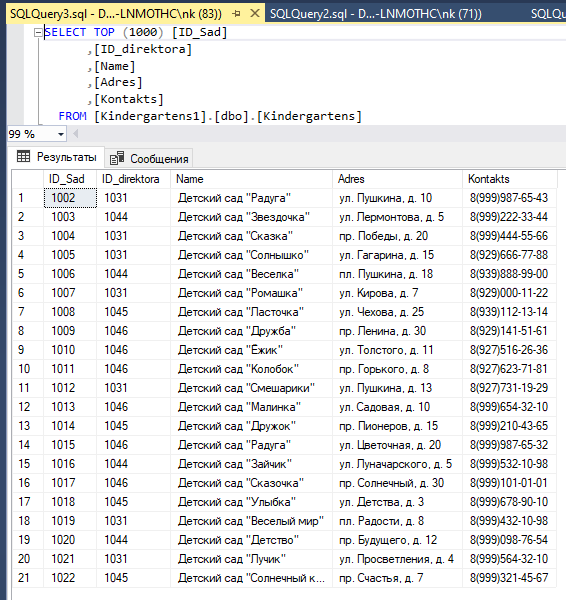 SQLQuery3.sql - D...-LNMOTHC\nk (83)) SQLQuery2.sql - D...-LNMOTHC\nk (71)) SQLQu
SELECT TOP (1000) [ID_Sad]
,[ID_direktora]
,[Name]
,[Adres]
,[Kontakts]
FROM [Kindergartens1].[dbo].[Kindergartens]
99 %
Результаты Сообщения
ID_Sad ID_direktora Name Adres Kontakts
1 1002 1031 Детский сад "Радуга" ул. Пушкина, д. 10 8(999)987-65-43
2 1003 1044 Детский сад "Звездочка" ул. Лермонтова, д. 5 8(999)222-33-44
3 1004 1031 Детский сад "Сказка" пр. Победы, д. 20 8(999)444-55-66
4 1005 1031 Детский сад "Солнышко" ул. Гагарина, д. 15 8(929)666-77-88
5 1006 1044 Детский сад "Веселка" пл. Пушкина, д. 18 8(939)888-99-00
6 1007 1031 Детский сад "Ромашка" ул. Кирова, д. 7 8(929)000-11-22
7 1008 1045 Детский сад "Ласточка" ул. Чехова, д. 25 8(939)112-13-14
8 1009 1046 Детский сад "Дружба" пр. Ленина, д. 30 8(929)141-51-61
9 1010 1046 Детский сад "Ёжик" ул. Толстого, д. 11 8(927)516-26-36
10 1011 1046 Детский сад "Колобок" пр. Горького, д. 8 8(927)623-71-81
11 1012 1031 Детский сад "Смешарики" ул. Пушкина, д. 13 8(927)731-19-29
12 1013 1046 Детский сад "Малинка" ул. Садовая, д. 10 8(999)654-32-10
13 1014 1045 Детский сад "Дружок" пр. Пионеров, д. 15 8(999)210-43-65
14 1015 1046 Детский сад "Радуга" ул. Цветочная, д. 20 8(999)987-65-32
15 1016 1044 Детский сад "Зайчик" ул. Луначарского, д. 5 8(999)532-10-98
16 1017 1046 Детский сад "Сказочка" пр. Солнечный, д. 30 8(999)101-01-01
17 1018 1045 Детский сад "Улыбка" ул. Детства, д. 3 8(999)678-90-10
18 1019 1031 Детский сад "Веселый мир" пл. Радости, д. 8 8(999)432-10-98
19 1020 1044 Детский сад "Детство" пр. Будущего, д. 12 8(999)098-76-54
20 1021 1031 Детский сад "Лучик" ул. Просветления, д. 4 8(999)564-32-10
21 1022 1045 Детский сад "Солнечный к... пр. Счастья, д. 7 8(999)321-45-67